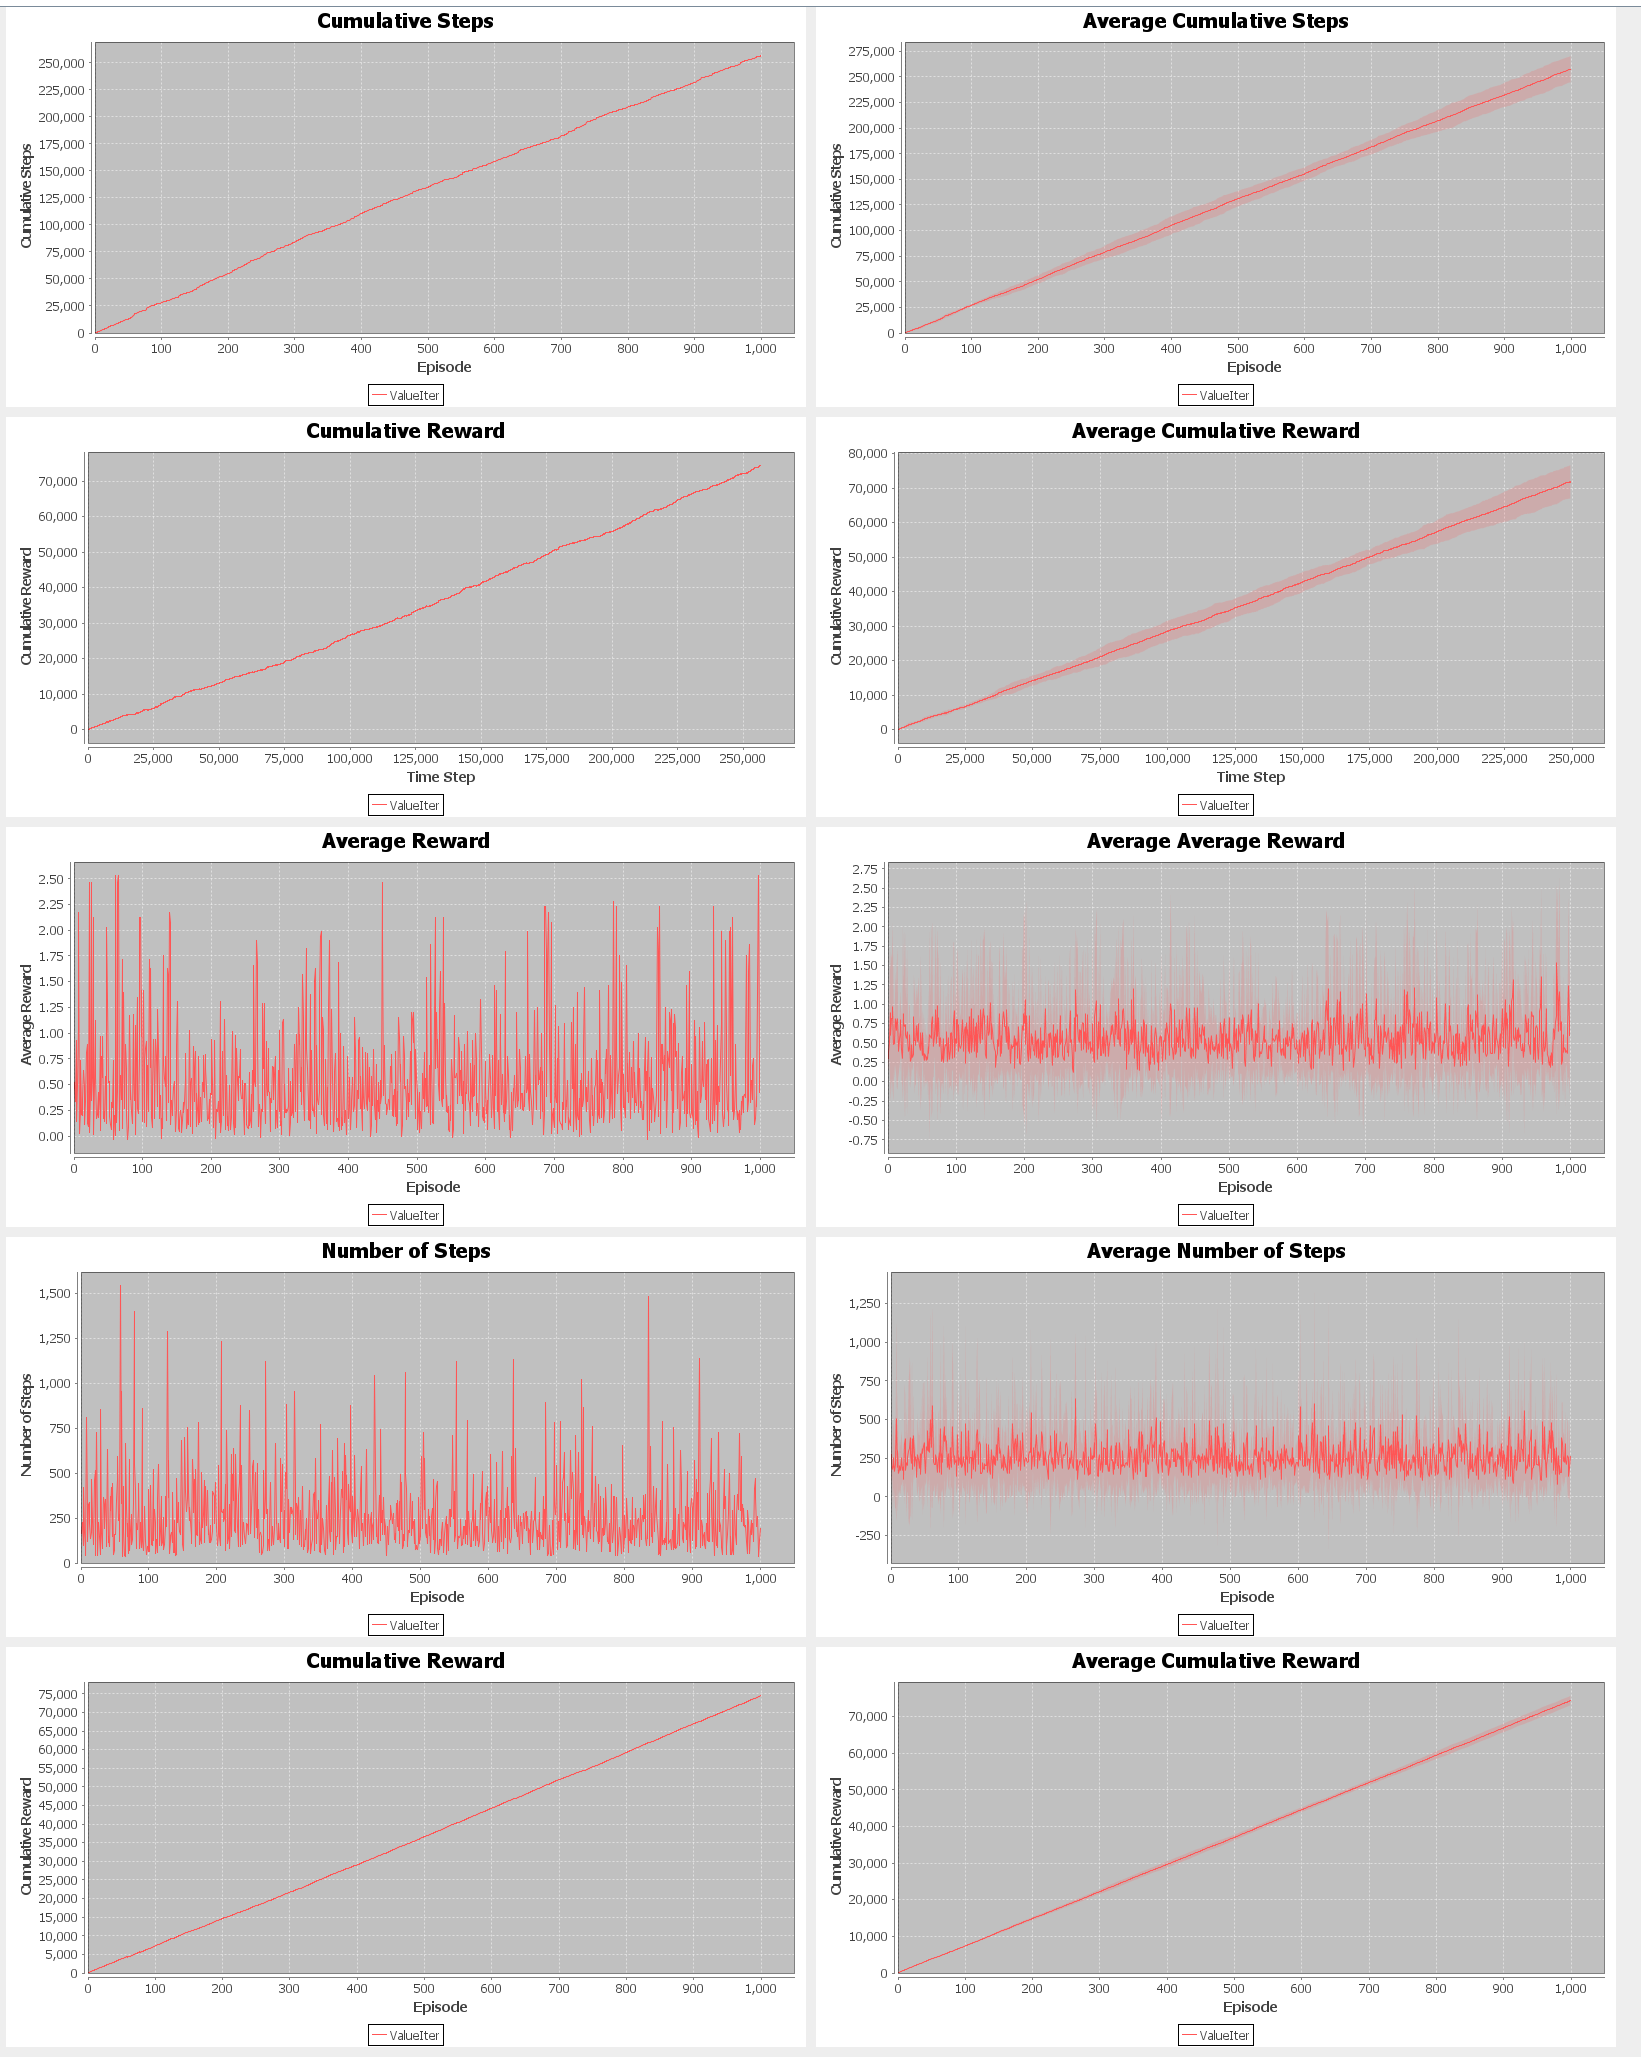 Cumulative Steps
Cumulative Steps
250,000
225,000
200,000
175,000
150,000
125,000
100,000
75,000
50,000
25,000
0
0 100 200 300 400 500 600 700 800 900 1,000
Episode
ValueIter
Average Cumulative Steps
Cumulative Steps
275,000
250,000
225,000
200,000
175,000
150,000
125,000
100,000
75,000
50,000
25,000
0
0 100 200 300 400 500 600 700 800 900 1,000
Episode
ValueIter
Cumulative Reward
Cumulative Reward
70,000
60,000
50,000
40,000
30,000
20,000
10,000
0
0 25,000 50,000 75,000 100,000 125,000 150,000 175,000 200,000 225,000 250,000
Time Step
ValueIter
Average Cumulative Reward
Cumulative Reward
80,000
70,000
60,000
50,000
40,000
30,000
20,000
10,000
0
0 25,000 50,000 75,000 100,000 125,000 150,000 175,000 200,000 225,000 250,000
Time Step
ValueIter
Average Reward
Average Reward
2.50
2.25
2.00
1.75
1.50
1.25
1.00
0.75
0.50
0.25
0.00
0 100 200 300 400 500 600 700 800 900 1,000
Episode
ValueIter
Average Average Reward
Average Reward
2.75
2.50
2.25
2.00
1.75
1.50
1.25
1.00
0.75
0.50
0.25
0.00
-0.25
-0.50
-0.75
0 100 200 300 400 500 600 700 800 900 1,000
Episode
ValueIter
Number of Steps
Number of Steps
1,500
1,250
1,000
750
500
250
0
0 100 200 300 400 500 600 700 800 900 1,000
Episode
ValueIter
Average Number of Steps
Number of Steps
1,250
1,000
750
500
250
0
-250
0 100 200 300 400 500 600 700 800 900 1,000
Episode
ValueIter
Cumulative Reward
Cumulative Reward
75,000
70,000
65,000
60,000
55,000
50,000
45,000
40,000
35,000
30,000
25,000
20,000
15,000
10,000
5,000
0
0 100 200 300 400 500 600 700 800 900 1,000
Episode
ValueIter
Average Cumulative Reward
Cumulative Reward
70,000
60,000
50,000
40,000
30,000
20,000
10,000
0
0 100 200 300 400 500 600 700 800 900 1,000
Episode
ValueIter